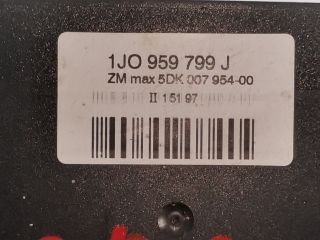 1JO 959 799 J
ZM max 5DK 007 954-00
II 151 97